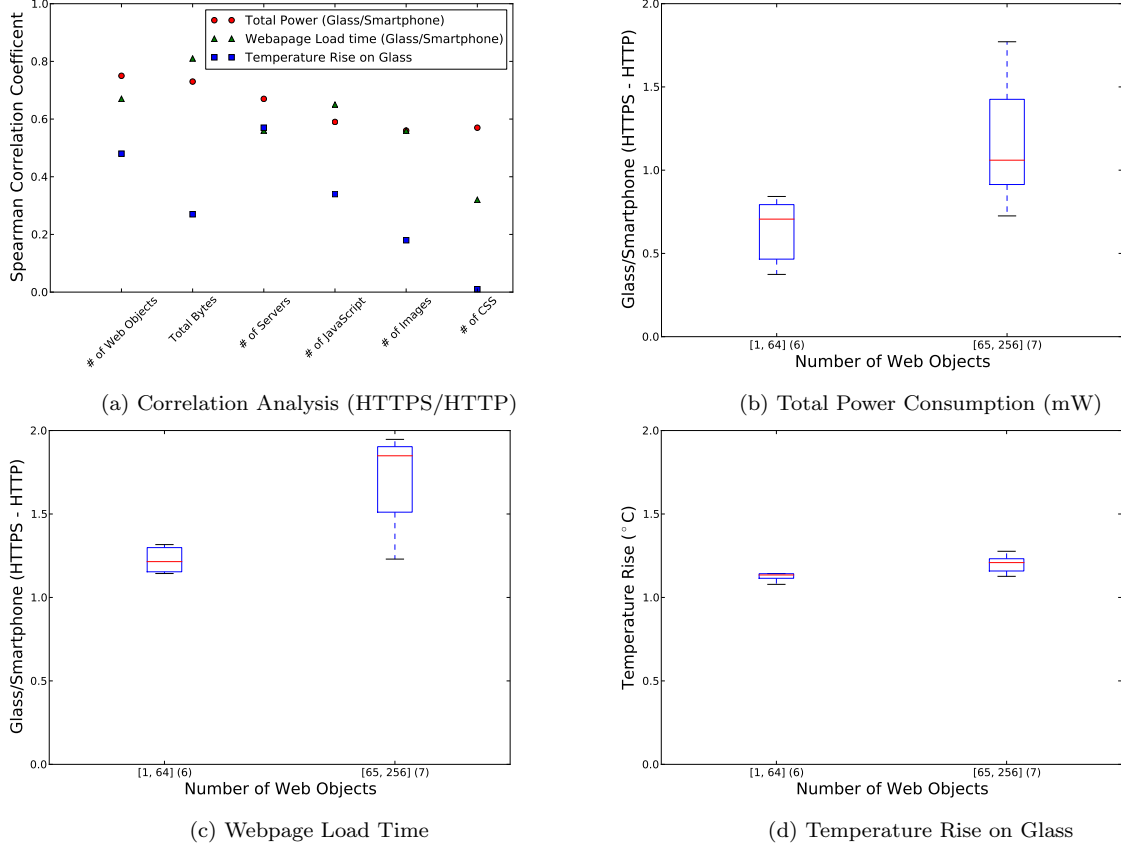 1.0
0.8
0.6
0.4
0.2
0.0
Spearman Correlation Coefficent
Total Power (Glass/Smartphone)
Webapage Load time (Glass/Smartphone)
Temperature Rise on Glass
# of Web Objects
Total Bytes
# of Servers
# of JavaScript
# of Images
# of CSS
(a) Correlation Analysis (HTTPS/HTTP)
2.0
1.5
1.0
0.5
0.0
Glass/Smartphone (HTTPS - HTTP)
[1, 64] (6)
[65, 256] (7)
Number of Web Objects
(b) Total Power Consumption (mW)
2.0
1.5
1.0
0.5
0.0
Glass/Smartphone (HTTPS - HTTP)
[1, 64] (6)
[65, 256] (7)
Number of Web Objects
(c) Webpage Load Time
2.0
1.5
1.0
0.5
0.0
Temperature Rise (°C)
[1, 64] (6)
[65, 256] (7)
Number of Web Objects
(d) Temperature Rise on Glass